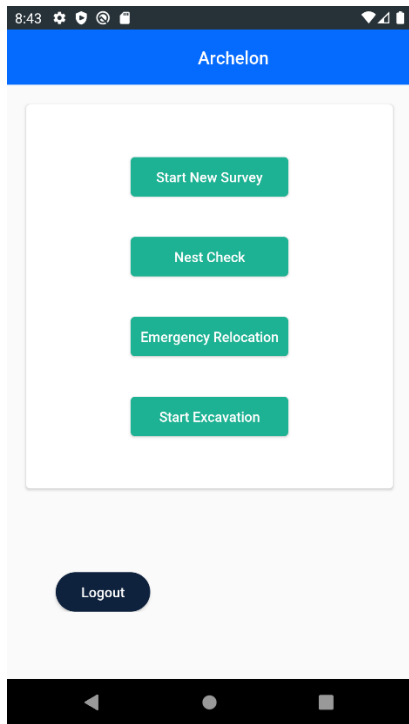 8:43
Archelon
Start New Survey
Nest Check
Emergency Relocation
Start Excavation
Logout